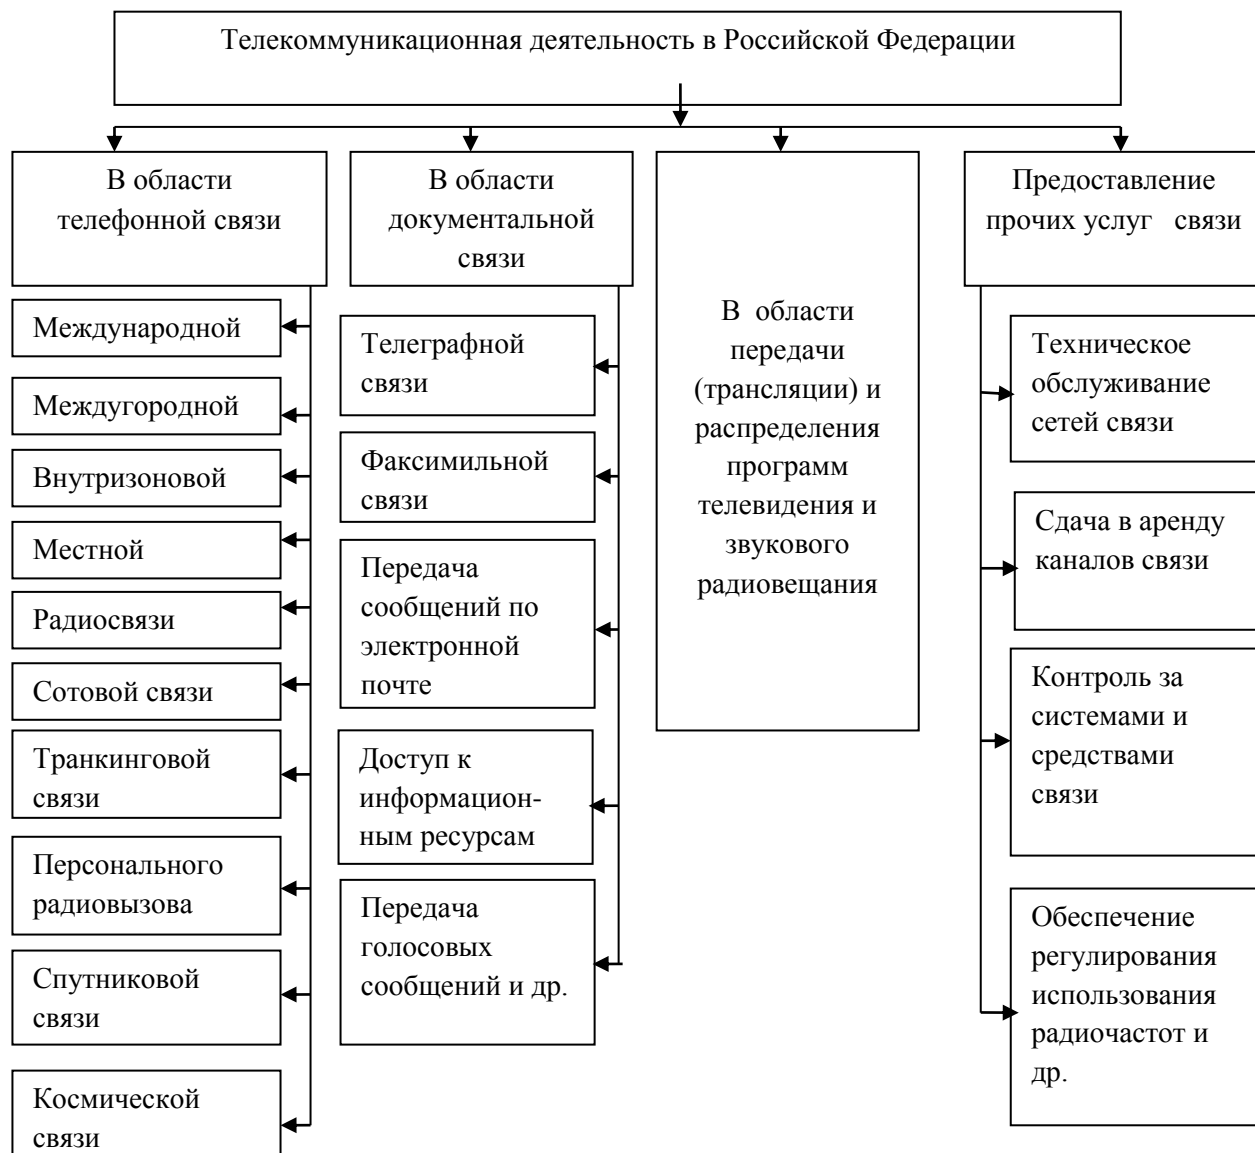 Телекоммуникационная деятельность в Российской Федерации
В области
телефонной связи
Международной
Междугородной
Внутризоновой
Местной
Радиосвязи
Сотовой связи
Транкинговой
связи
Персонального
радиовызова
Спутниковой
связи
Космической
связи
В области
документальной
связи
Телеграфной
связи
Факсимильной
связи
Передача
сообщений по
электронной
почте
Доступ к
информацион-
ным ресурсам
Передача
голосовых
сообщений и др.
В области
передачи
(трансляции) и
распределения
программ
телевидения и
звукового
радиовещания
Предоставление
прочих услуг связи
Техническое
обслуживание
сетей связи
Сдача в аренду
каналов связи
Контроль за
системами и
средствами
связи
Обеспечение
регулирования
использования
радиочастот и
др.